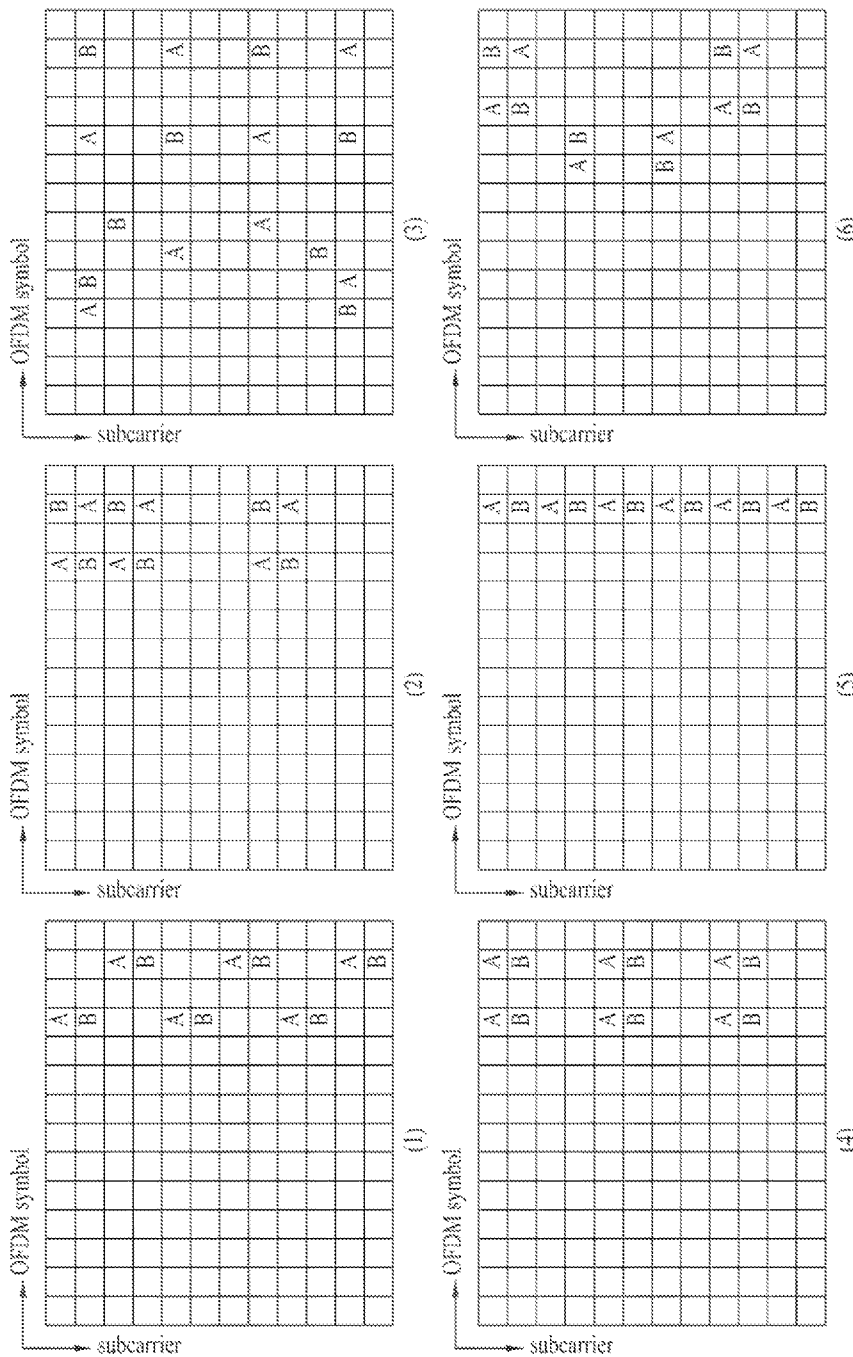 OFDM symbol
subcarrier
A
B
A
B
A
B
A
B
A
B
A
B
(1)
OFDM symbol
subcarrier
A B
B A
A B
B A
A B
B A
(2)
OFDM symbol
subcarrier
A B A B
B
A B A
A A B
B
B A B A
(3)
OFDM symbol
subcarrier
A A
B B
A A
B B
A A
B B
(4)
OFDM symbol
subcarrier
A
B
A
B
A
B
A
B
A
B
A
B
(5)
OFDM symbol
subcarrier
A B
B A
A B
B A
A B
B A
(6)